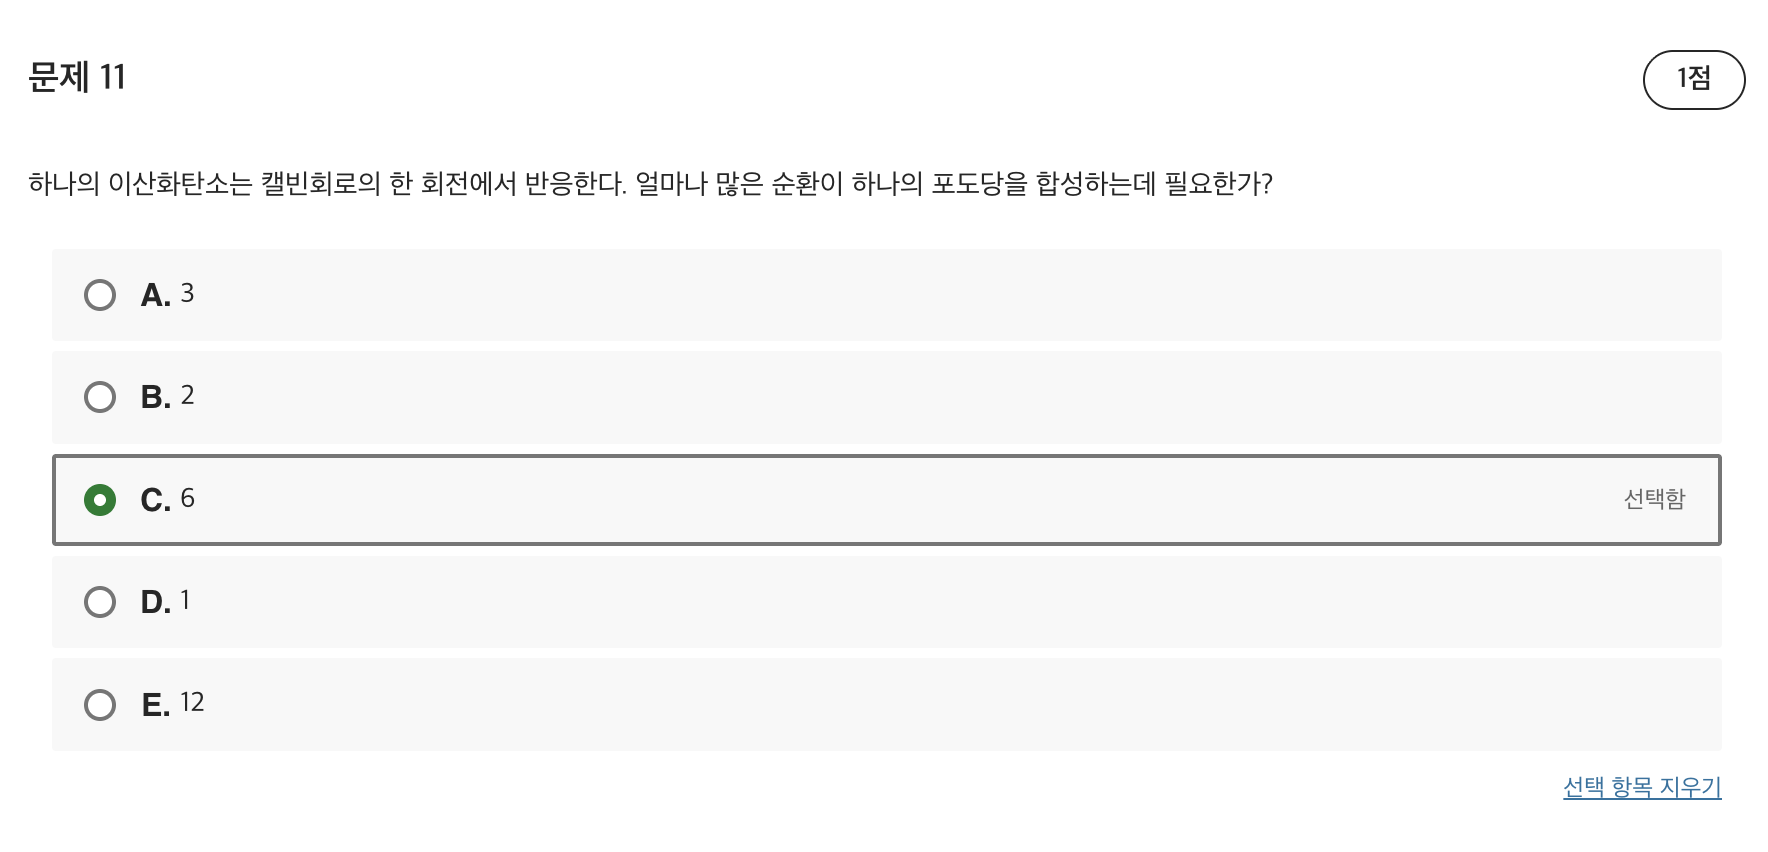 문제 11
1점
하나의 이산화탄소는 캘빈회로의 한 회전에서 반응한다. 얼마나 많은 순환이 하나의 포도당을 합성하는데 필요한가?
A. 3
B. 2
C. 6 선택함
D. 1
E. 12
선택 항목 지우기